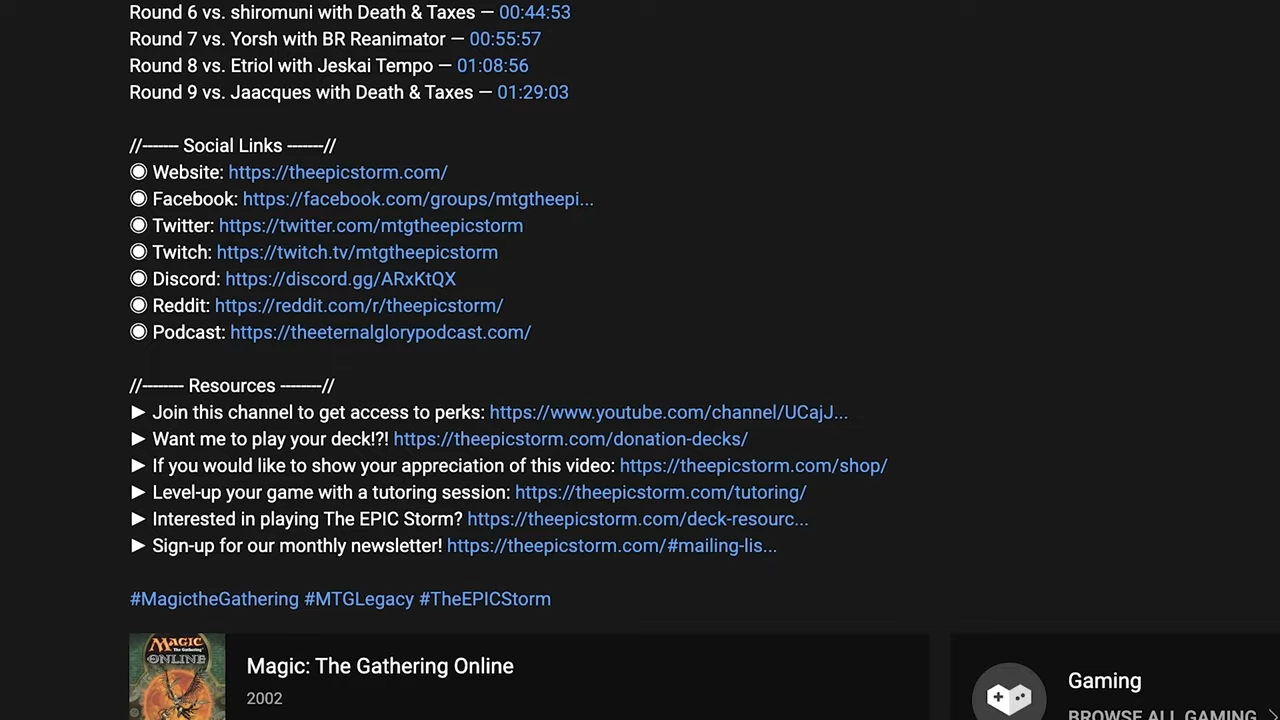 Round 6 vs. shiromuni with Death & Taxes — 00:44:53
Round 7 vs. Yorsh with BR Reanimator — 00:55:57
Round 8 vs. Etriol with Jeskai Tempo — 01:08:56
Round 9 vs. Jaacques with Death & Taxes — 01:29:03
//------- Social Links -------//
◉ Website: https://theepicstorm.com/
◉ Facebook: https://facebook.com/groups/mtgtheepi...
◉ Twitter: https://twitter.com/mtgtheepicstorm
◉ Twitch: https://twitch.tv/mtgtheepicstorm
◉ Discord: https://discord.gg/ARxKtQX
◉ Reddit: https://reddit.com/r/theepicstorm/
◉ Podcast: https://theeternalglorypodcast.com/
//-------- Resources --------//
► Join this channel to get access to perks: https://www.youtube.com/channel/UCajJ...
► Want me to play your deck!?! https://theepicstorm.com/donation-decks/
► If you would like to show your appreciation of this video: https://theepicstorm.com/shop/
► Level-up your game with a tutoring session: https://theepicstorm.com/tutoring/
► Interested in playing The EPIC Storm? https://theepicstorm.com/deck-resourc...
► Sign-up for our monthly newsletter! https://theepicstorm.com/#mailing-lis...
#MagictheGathering #MTGLegacy #TheEPICStorm
MAGIC
The Gathering
ONLINE
Magic: The Gathering Online
2002
Gaming
BROWSE ALL GAMING